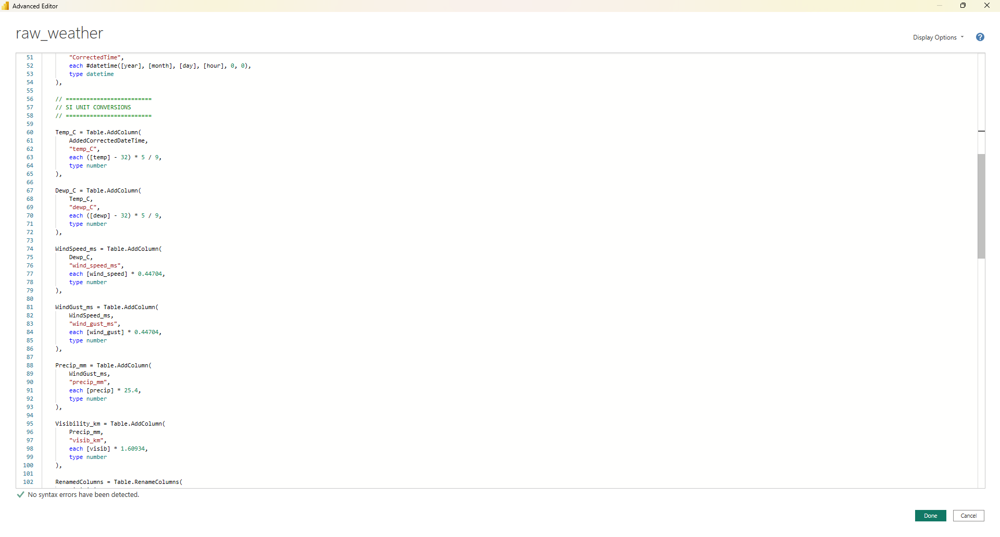 Advanced Editor
raw_weather
Display Options
?
51 "CorrectedTime",
52 each #datetime([year], [month], [day], [hour], 0, 0),
53 type datetime
54 ),
55
56 // =========================
57 // SI UNIT CONVERSIONS
58 // =========================
59
60 Temp_C = Table.AddColumn(
61 AddedCorrectedDateTime,
62 "temp_C",
63 each ([temp] - 32) * 5 / 9,
64 type number
65 ),
66
67 Dewp_C = Table.AddColumn(
68 Temp_C,
69 "dewp_C",
70 each ([dewp] - 32) * 5 / 9,
71 type number
72 ),
73
74 WindSpeed_ms = Table.AddColumn(
75 Dewp_C,
76 "wind_speed_ms",
77 each [wind_speed] * 0.44704,
78 type number
79 ),
80
81 WindGust_ms = Table.AddColumn(
82 WindSpeed_ms,
83 "wind_gust_ms",
84 each [wind_gust] * 0.44704,
85 type number
86 ),
87
88 Precip_mm = Table.AddColumn(
89 WindGust_ms,
90 "precip_mm",
91 each [precip] * 25.4,
92 type number
93 ),
94
95 Visibility_km = Table.AddColumn(
96 Precip_mm,
97 "visib_km",
98 each [visib] * 1.60934,
99 type number
100 ),
101
102 RenamedColumns = Table.RenameColumns(
No syntax errors have been detected.
Done
Cancel